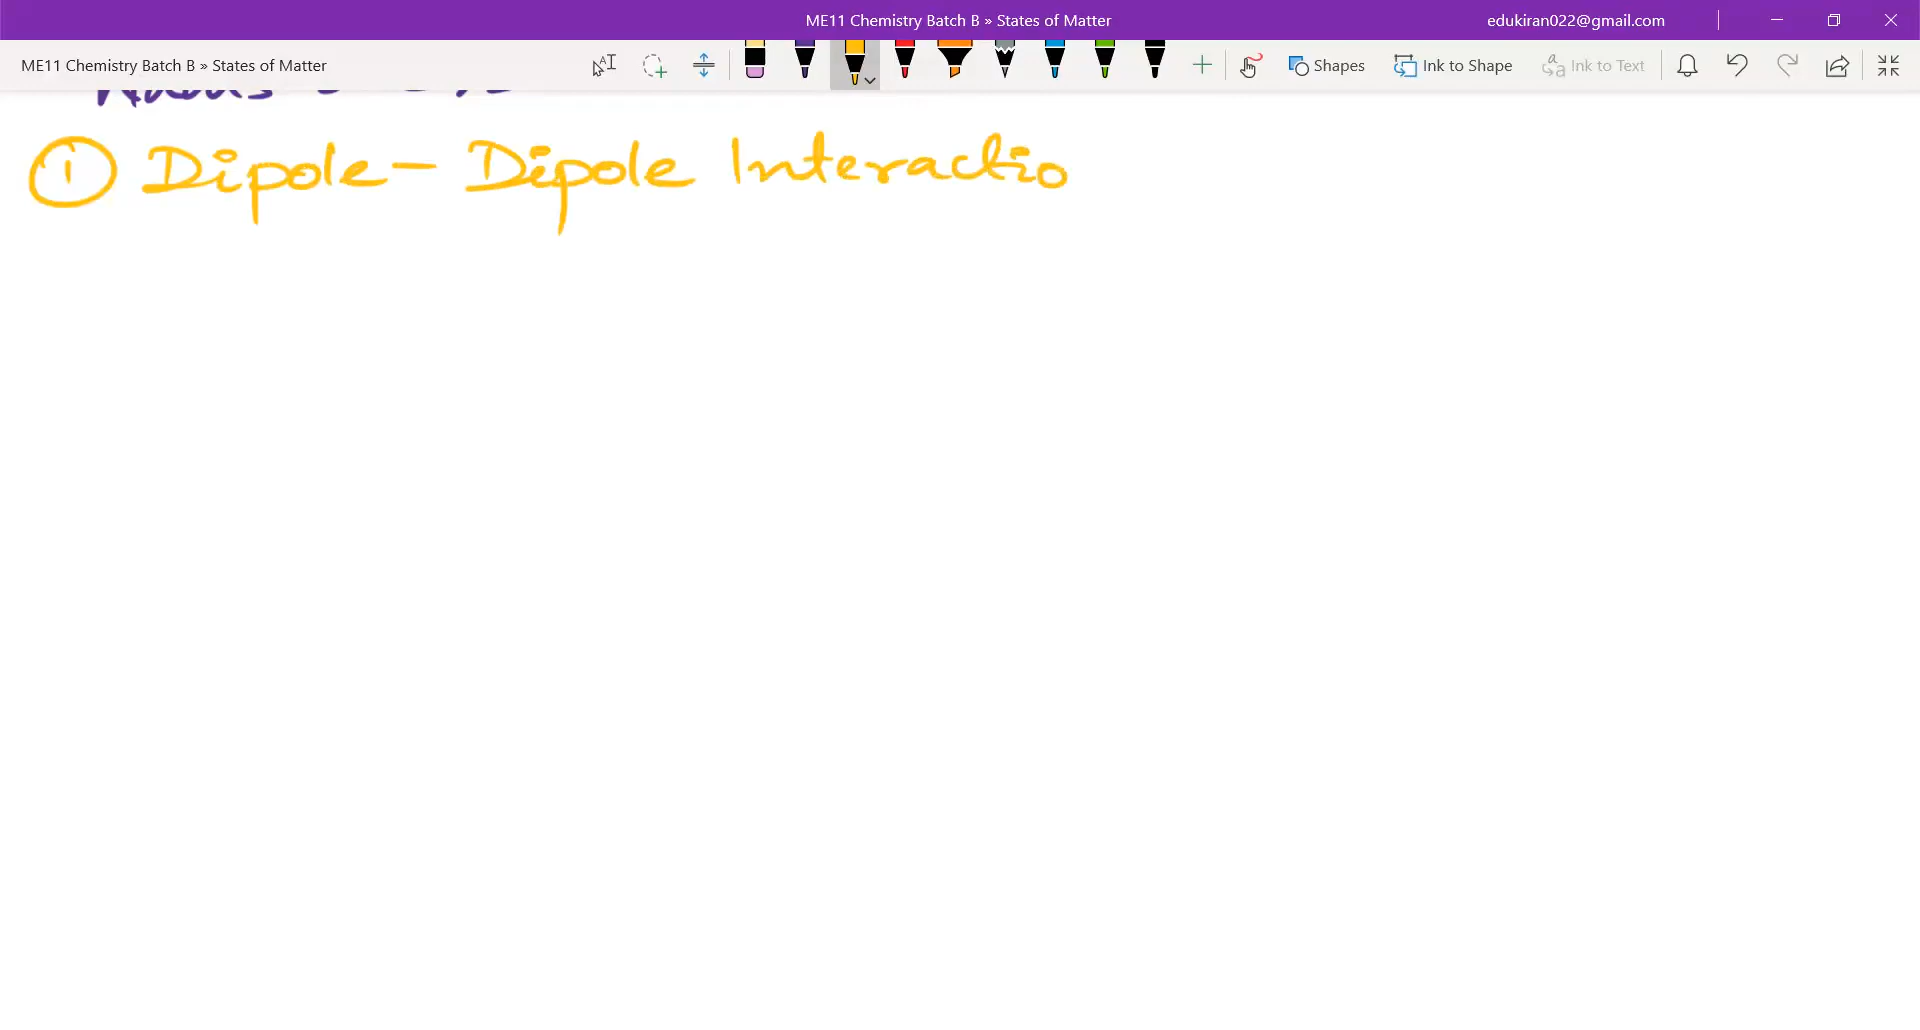 ME11 Chemistry Batch B » States of Matter
edukiran022@gmail.com
ME11 Chemistry Batch B » States of Matter
Shapes
Ink to Shape
Ink to Text
① Dipole – Dipole Interactio